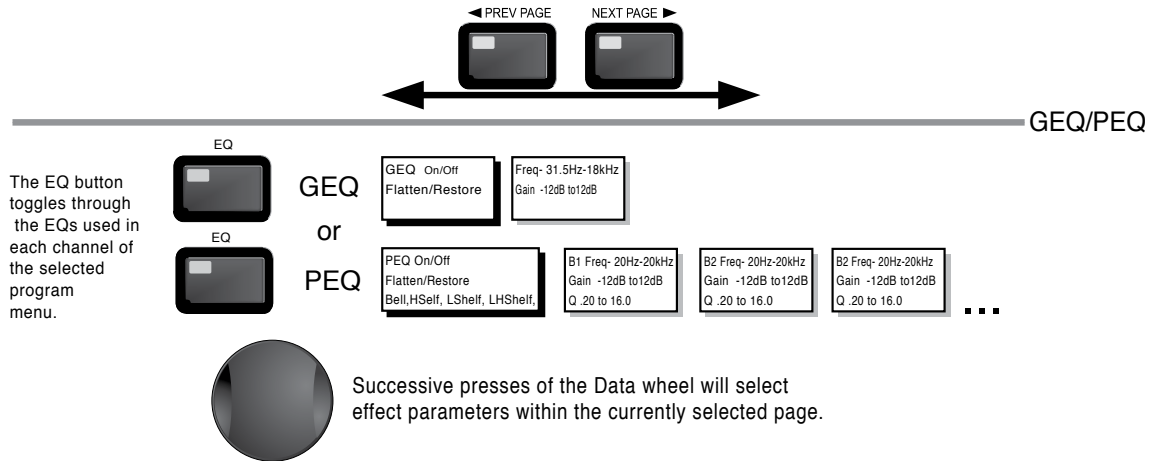 ◄ PREV PAGE NEXT PAGE ►
GEQ/PEQ
The EQ button
toggles through
the EQs used in
each channel of
the selected
program
menu.
EQ
GEQ
GEQ On/Off
Flatten/Restore
Freq- 31.5Hz-18kHz
Gain -12dB to12dB
or
EQ
PEQ
PEQ On/Off
Flatten/Restore
Bell,HSelf, LShelf, LHShelf,
B1 Freq- 20Hz-20kHz
Gain -12dB to12dB
Q .20 to 16.0
B2 Freq- 20Hz-20kHz
Gain -12dB to12dB
Q .20 to 16.0
B2 Freq- 20Hz-20kHz
Gain -12dB to12dB
Q .20 to 16.0
...
Successive presses of the Data wheel will select
effect parameters within the currently selected page.